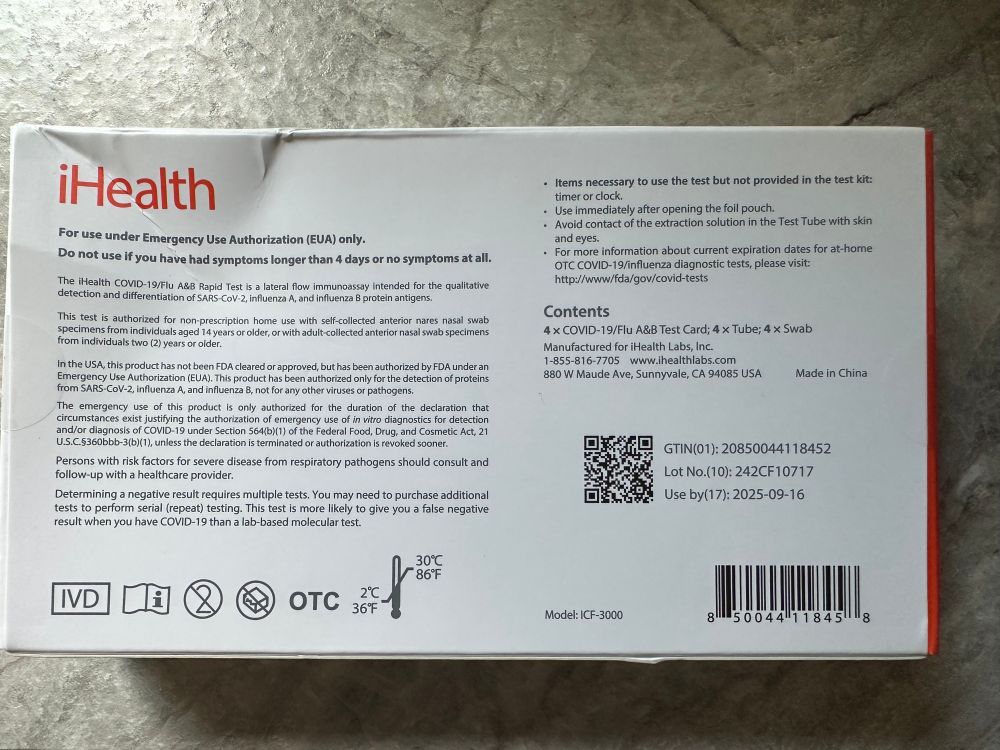 iHealth
For use under Emergency Use Authorization (EUA) only.
Do not use if you have had symptoms longer than 4 days or no symptoms at all.
The iHealth COVID-19/Flu A&B Rapid Test is a lateral flow immunoassay intended for the qualitative
detection and differentiation of SARS-CoV-2, influenza A, and influenza B protein antigens.
This test is authorized for non-prescription home use with self-collected anterior nares nasal swab
specimens from individuals aged 14 years or older, or with adult-collected anterior nasal swab specimens
from individuals two (2) years or older.
In the USA, this product has not been FDA cleared or approved, but has been authorized by FDA under an
Emergency Use Authorization (EUA). This product has been authorized only for the detection of proteins
from SARS-CoV-2, influenza A, and influenza B, not for any other viruses or pathogens.
The emergency use of this product is only authorized for the duration of the declaration that
circumstances exist justifying the authorization of emergency use of in vitro diagnostics for detection
and/or diagnosis of COVID-19 under Section 564(b)(1) of the Federal Food, Drug, and Cosmetic Act, 21
U.S.C.§360bbb-3(b)(1), unless the declaration is terminated or authorization is revoked sooner.
Persons with risk factors for severe disease from respiratory pathogens should consult and
follow-up with a healthcare provider.
Determining a negative result requires multiple tests. You may need to purchase additional
tests to perform serial (repeat) testing. This test is more likely to give you a false negative
result when you have COVID-19 than a lab-based molecular test.
IVD
i
2
OTC
2℃
36℉
30℃
86℉
• Items necessary to use the test but not provided in the test kit:
timer or clock.
• Use immediately after opening the foil pouch.
• Avoid contact of the extraction solution in the Test Tube with skin
and eyes.
• For more information about current expiration dates for at-home
OTC COVID-19/influenza diagnostic tests, please visit:
http://www/fda/gov/covid-tests
Contents
4 × COVID-19/Flu A&B Test Card; 4 × Tube; 4 × Swab
Manufactured for iHealth Labs, Inc.
1-855-816-7705 www.ihealthlabs.com
880 W Maude Ave, Sunnyvale, CA 94085 USA Made in China
GTIN(01): 20850044118452
Lot No.(10): 242CF10717
Use by(17): 2025-09-16
Model: ICF-3000
8 50044 11845 8